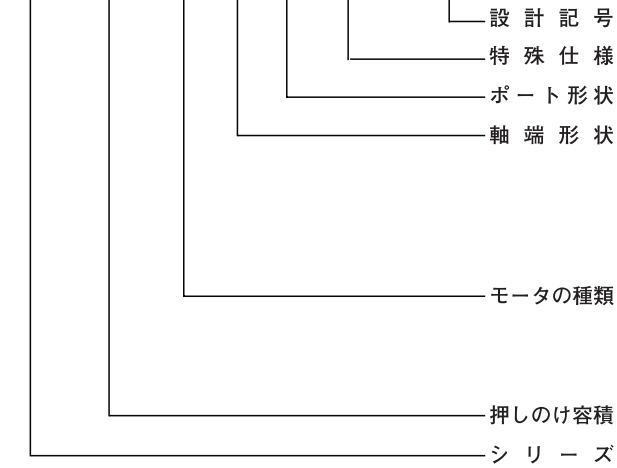 設計記号
特殊仕様
ポート形状
軸端形状
モータの種類
押しのけ容積
シリーズ